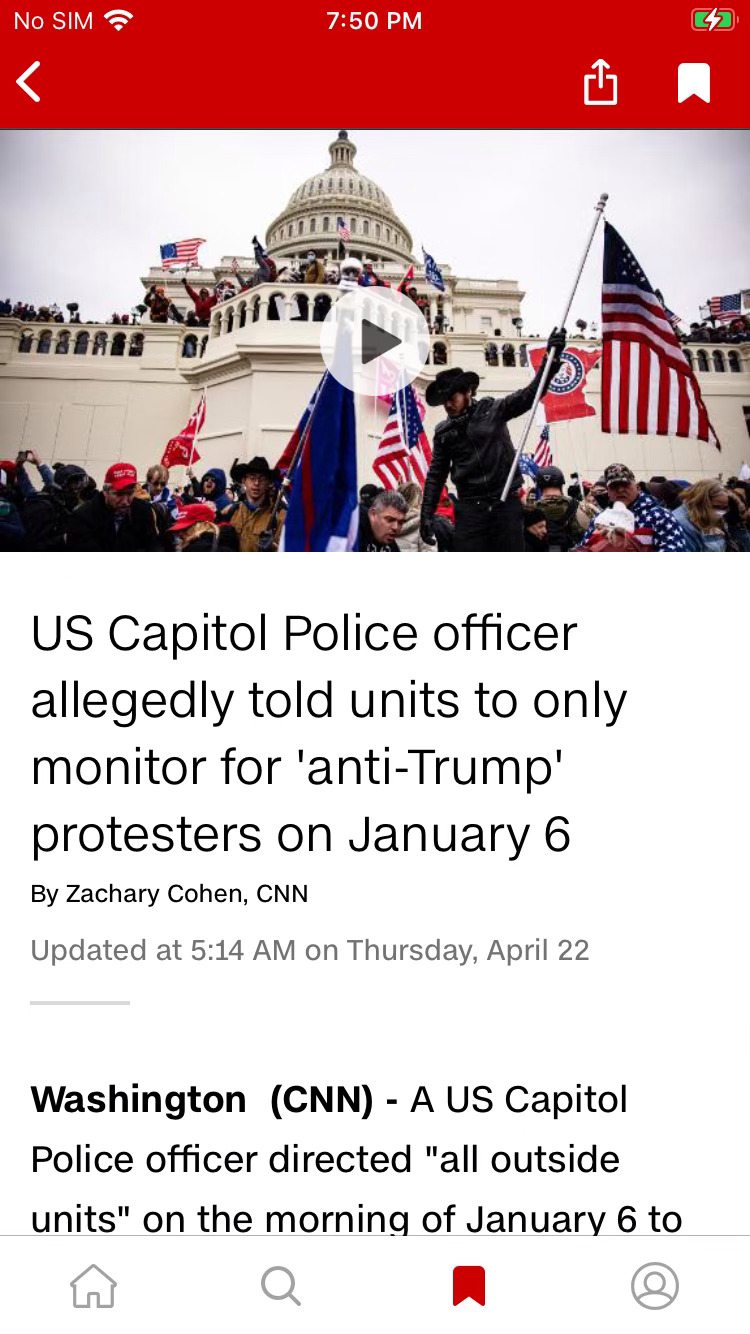 No SIM 7:50 PM
US Capitol Police officer
allegedly told units to only
monitor for 'anti-Trump'
protesters on January 6
By Zachary Cohen, CNN
Updated at 5:14 AM on Thursday, April 22
Washington (CNN) - A US Capitol
Police officer directed "all outside
units" on the morning of January 6 to